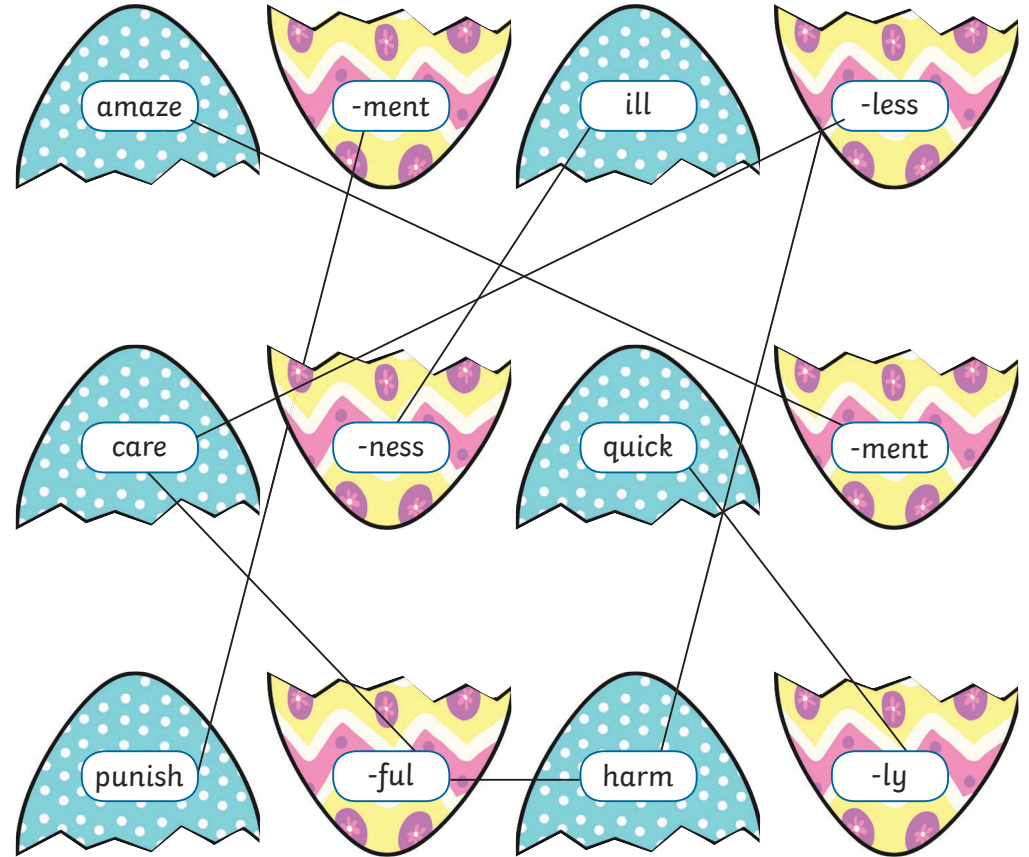 amaze
-ment
ill
-less
care
-ness
quick
-ment
punish
-ful
harm
-ly